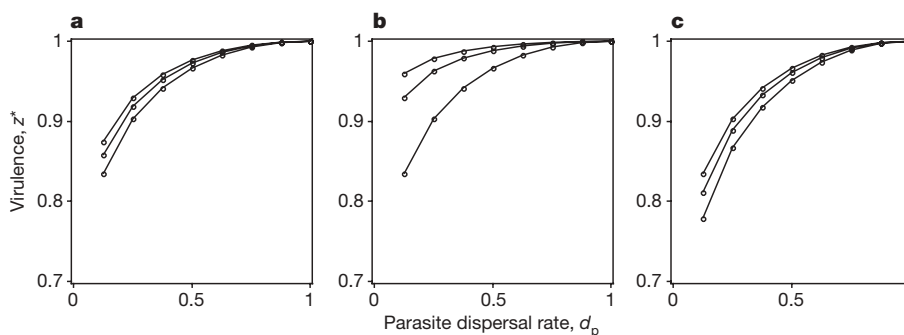 a b c
Virulence, z*
1 1 1
0.9 0.9 0.9
0.8 0.8 0.8
0.7 0.7 0.7
0 0.5 1 0 0.5 1 0 0.5
Parasite dispersal rate, dp